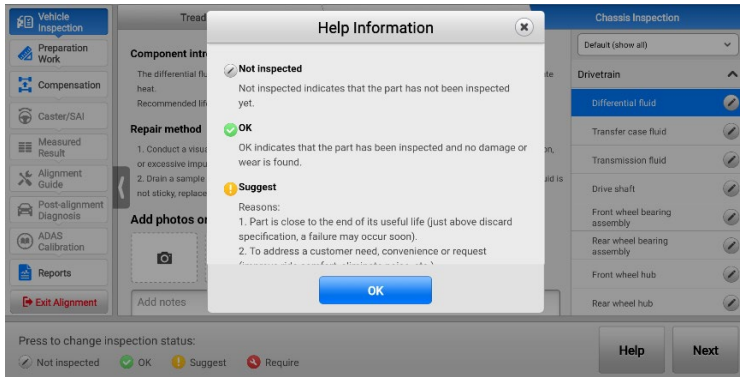 Vehicle
Inspection
Preparation
Work
Compensation
Caster/SAI
Measured
Result
Alignment
Guide
Post-alignment
Diagnosis
ADAS
Calibration
Reports
Exit Alignment
Tread
Component intr
The differential flu
heat.
Recommended life
Repair method
1. Conduct a visua
or excessive impu
2. Drain a sample
not sticky, replace
Add photos or
Add notes
Help Information
Not inspected
Not inspected indicates that the part has not been inspected
yet.
OK
OK indicates that the part has been inspected and no damage or
wear is found.
Suggest
Reasons:
1. Part is close to the end of its useful life (just above discard
specification, a failure may occur soon).
2. To address a customer need, convenience or request
OK
on,
uid is
Chassis Inspection
Default (show all)
Drivetrain
Differential fluid
Transfer case fluid
Transmission fluid
Drive shaft
Front wheel bearing
assembly
Rear wheel bearing
assembly
Front wheel hub
Rear wheel hub
Press to change inspection status:
Not inspected OK Suggest Require
Help
Next